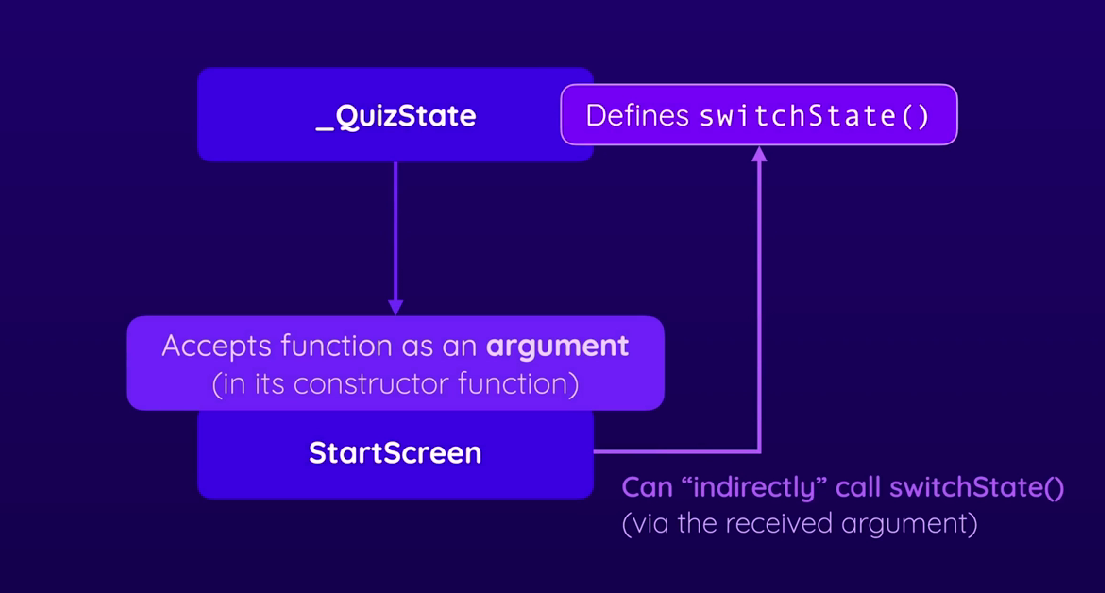 _QuizState
Defines switchState()
Accepts function as an argument
(in its constructor function)
StartScreen
Can “indirectly” call switchState()
(via the received argument)